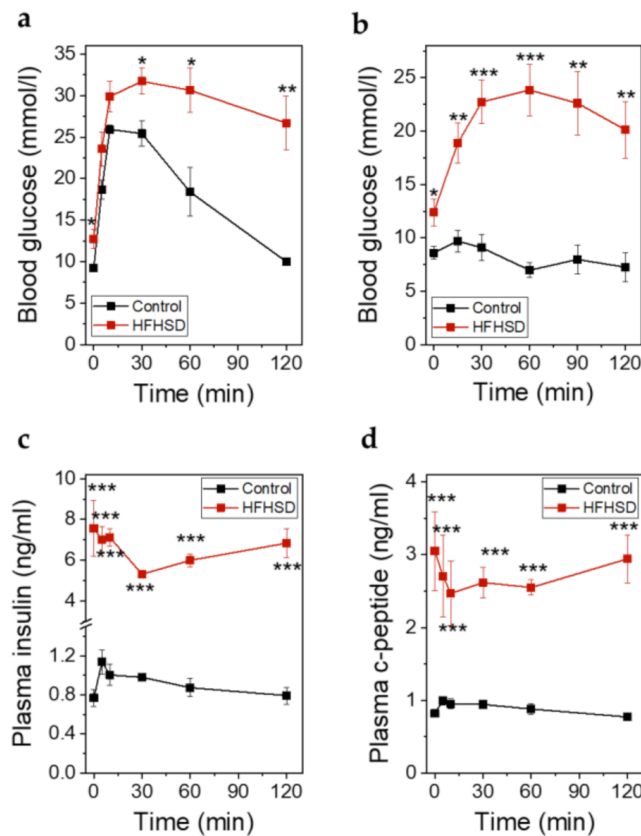 a
Blood glucose (mmol/l)
35
30
25
20
15
10
5
0
*
*
*
**
Control
HFHSD
0 30 60 90 120
Time (min)
b
Blood glucose (mmol/l)
25
20
15
10
5
0
*
**
***
***
**
**
Control
HFHSD
0 30 60 90 120
Time (min)
c
Plasma insulin (ng/ml)
10
8
6
4
1.2
0.8
0.4
0.0
***
***
***
***
***
***
Control
HFHSD
0 30 60 90 120
Time (min)
d
Plasma c-peptide (ng/ml)
4
3
2
1
0
***
***
***
***
***
***
Control
HFHSD
0 30 60 90 120
Time (min)